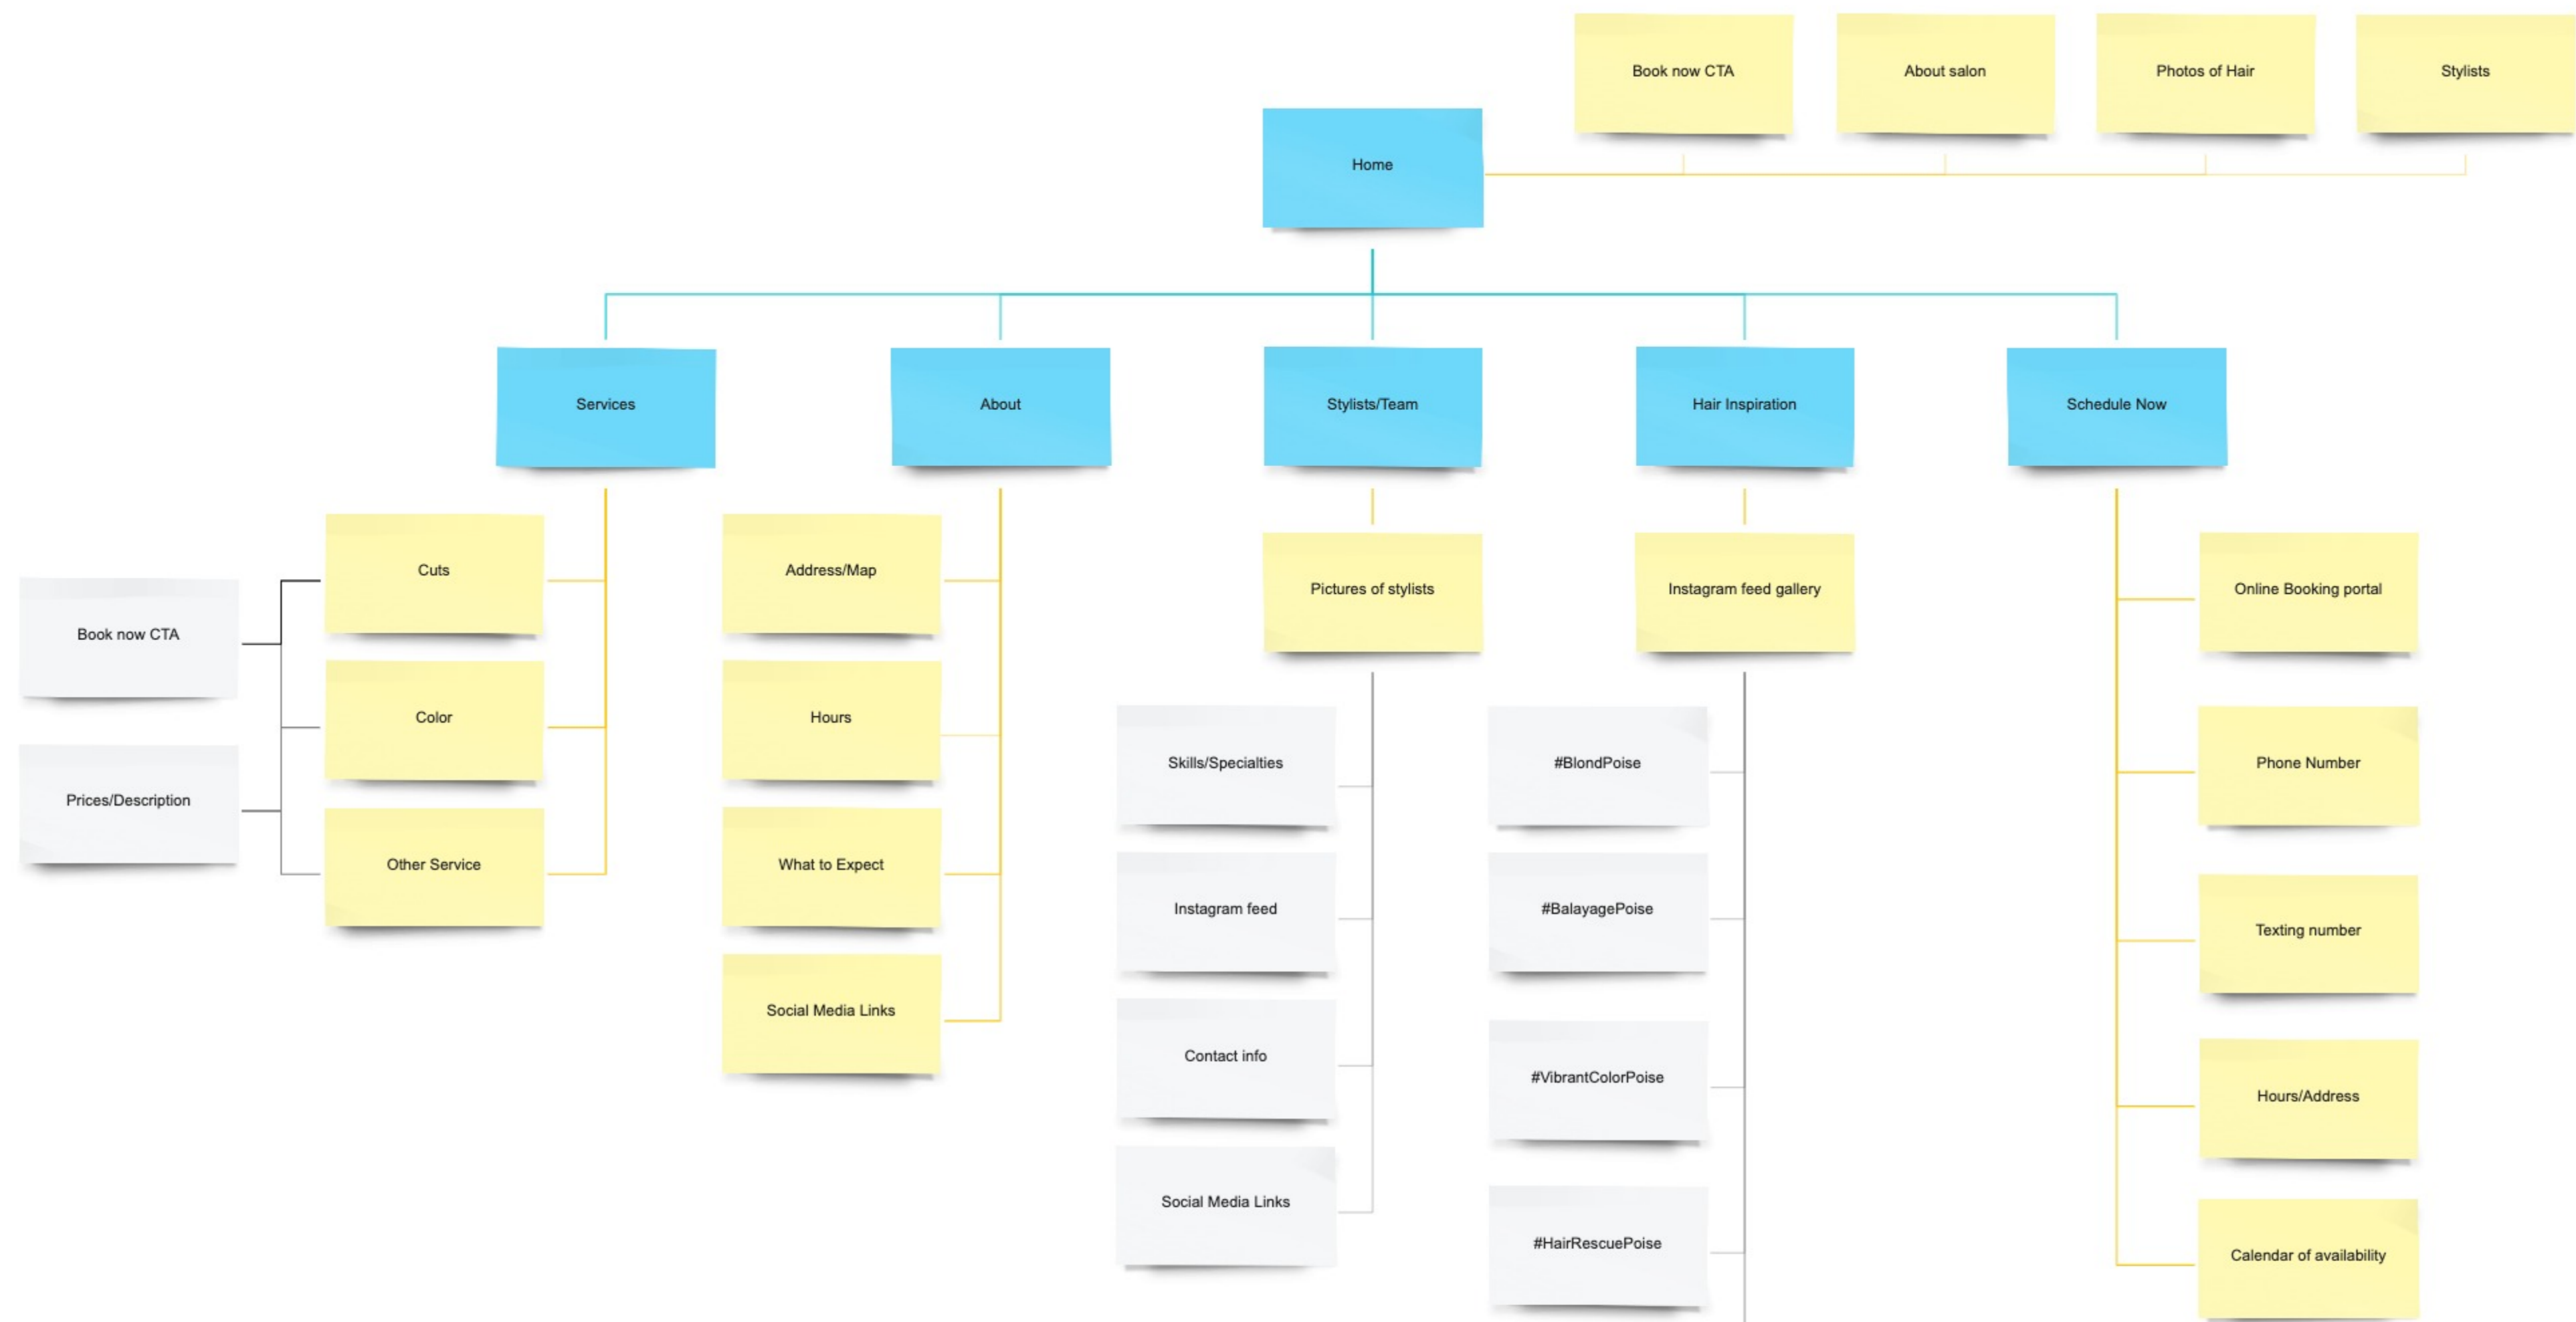 Book now CTA
About salon
Photos of Hair
Stylists
Home
Services
About
Stylists/Team
Hair Inspiration
Schedule Now
Book now CTA
Prices/Description
Cuts
Color
Other Service
Address/Map
Hours
What to Expect
Social Media Links
Pictures of stylists
Skills/Specialties
Instagram feed
Contact info
Social Media Links
Instagram feed gallery
#BlondPoise
#BalayagePoise
#VibrantColorPoise
#HairRescuePoise
Online Booking portal
Phone Number
Texting number
Hours/Address
Calendar of availability